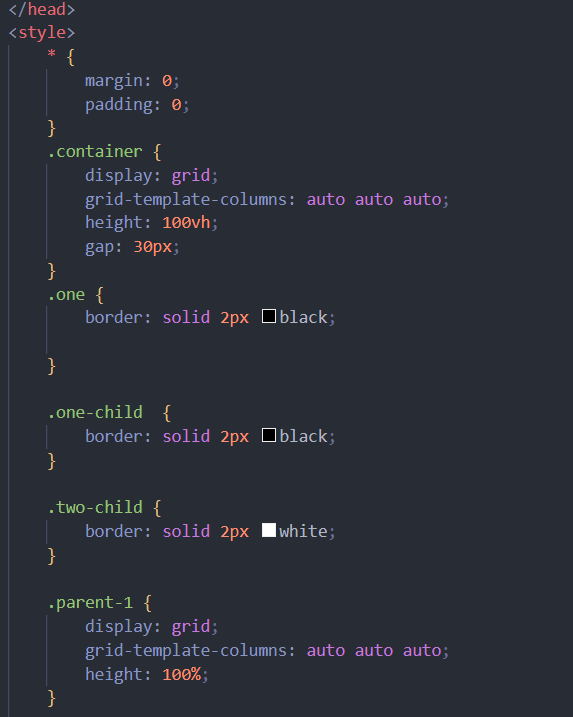 </head>
<style>
    * {
        margin: 0;
        padding: 0;
    }
    .container {
        display: grid;
        grid-template-columns: auto auto auto;
        height: 100vh;
        gap: 30px;
    }
    .one {
        border: solid 2px black;
    }
    .one-child  {
        border: solid 2px black;
    }
    .two-child {
        border: solid 2px white;
    }
    .parent-1 {
        display: grid;
        grid-template-columns: auto auto auto;
        height: 100%;
    }